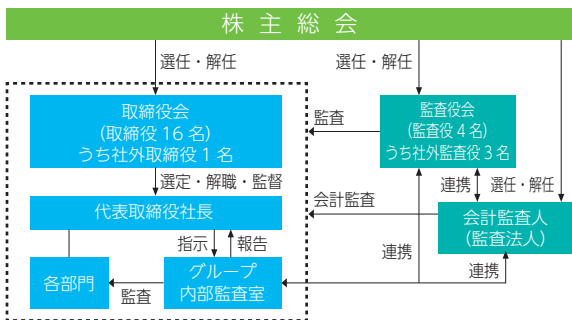 株主総会
選任・解任
選任・解任
取締役会
(取締役 16 名)
うち社外取締役 1 名
監査
監査役会
(監査役 4 名)
うち社外監査役 3 名
選定・解職・監督
連携
選任・解任
代表取締役社長
会計監査
会計監査人
(監査法人)
指示
報告
連携
連携
各部門
監査
グループ
内部監査室